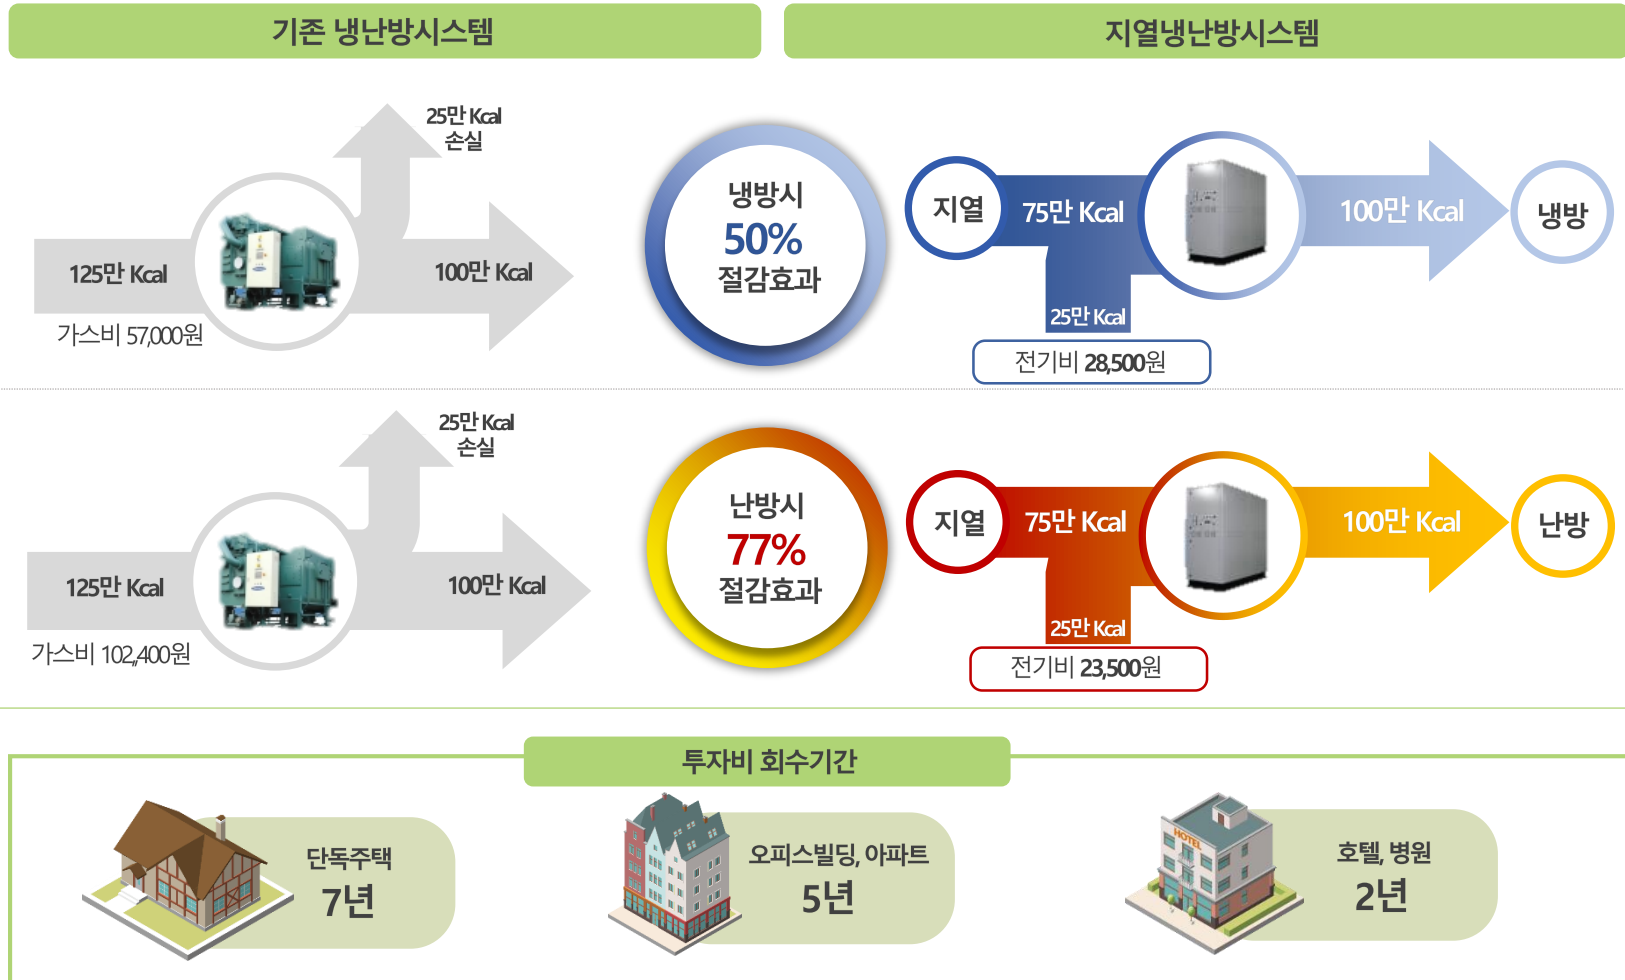 기존 냉난방시스템
지열냉난방시스템
25만 Kcal
손실
125만 Kcal
100만 Kcal
가스비 57,000원
냉방시
50%
절감효과
지열
75만 Kcal
100만 Kcal
냉방
25만 Kcal
전기비 28,500원
25만 Kcal
손실
125만 Kcal
100만 Kcal
가스비 102,400원
난방시
77%
절감효과
지열
75만 Kcal
100만 Kcal
난방
25만 Kcal
전기비 23,500원
투자비 회수기간
단독주택
7년
오피스빌딩, 아파트
5년
HOTEL
호텔, 병원
2년